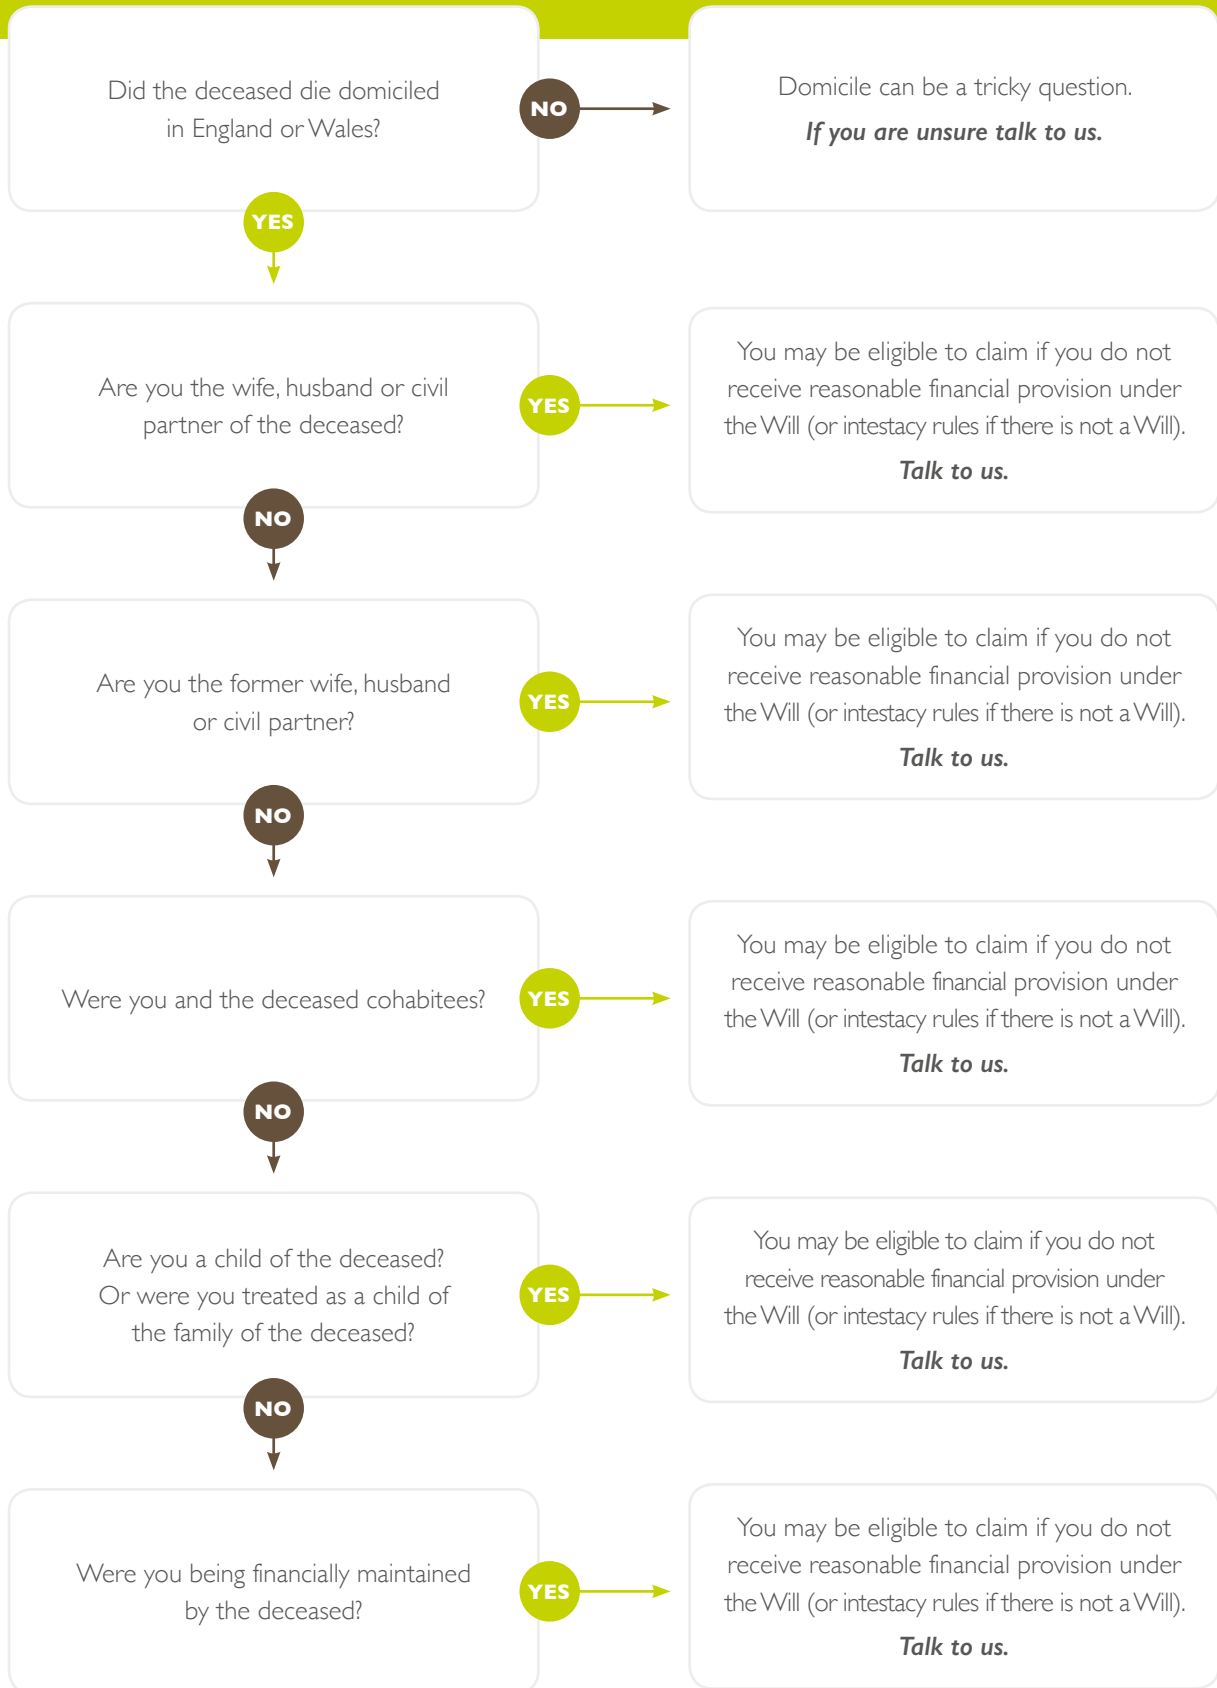 Did the deceased die domiciled
in England or Wales?
NO
Domicile can be a tricky question.
If you are unsure talk to us.
YES
Are you the wife, husband or civil
partner of the deceased?
YES
You may be eligible to claim if you do not
receive reasonable financial provision under
the Will (or intestacy rules if there is not a Will).
Talk to us.
NO
Are you the former wife, husband
or civil partner?
YES
You may be eligible to claim if you do not
receive reasonable financial provision under
the Will (or intestacy rules if there is not a Will).
Talk to us.
NO
Were you and the deceased cohabitees?
YES
You may be eligible to claim if you do not
receive reasonable financial provision under
the Will (or intestacy rules if there is not a Will).
Talk to us.
NO
Are you a child of the deceased?
Or were you treated as a child of
the family of the deceased?
YES
You may be eligible to claim if you do not
receive reasonable financial provision under
the Will (or intestacy rules if there is not a Will).
Talk to us.
NO
Were you being financially maintained
by the deceased?
YES
You may be eligible to claim if you do not
receive reasonable financial provision under
the Will (or intestacy rules if there is not a Will).
Talk to us.